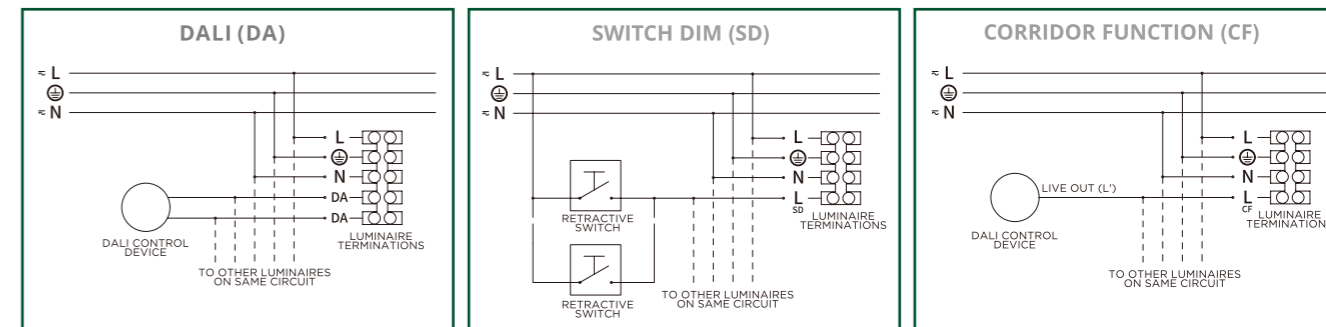 DALI (DA)
≂ L
≂ N
L
N
DA
DA
DALI CONTROL
DEVICE
LUMINAIRE
TERMINATIONS
TO OTHER LUMINAIRES
ON SAME CIRCUIT
SWITCH DIM (SD)
≂ L
≂ N
L
N
L
SD
RETRACTIVE
SWITCH
LUMINAIRE
TERMINATIONS
RETRACTIVE
SWITCH
TO OTHER LUMINAIRES
ON SAME CIRCUIT
CORRIDOR FUNCTION (CF)
≂ L
≂ N
L
N
LIVE OUT (L')
L
CF
DALI CONTROL
DEVICE
LUMINAIRE
TERMINATION
TO OTHER LUMINAIRES
ON SAME CIRCUIT